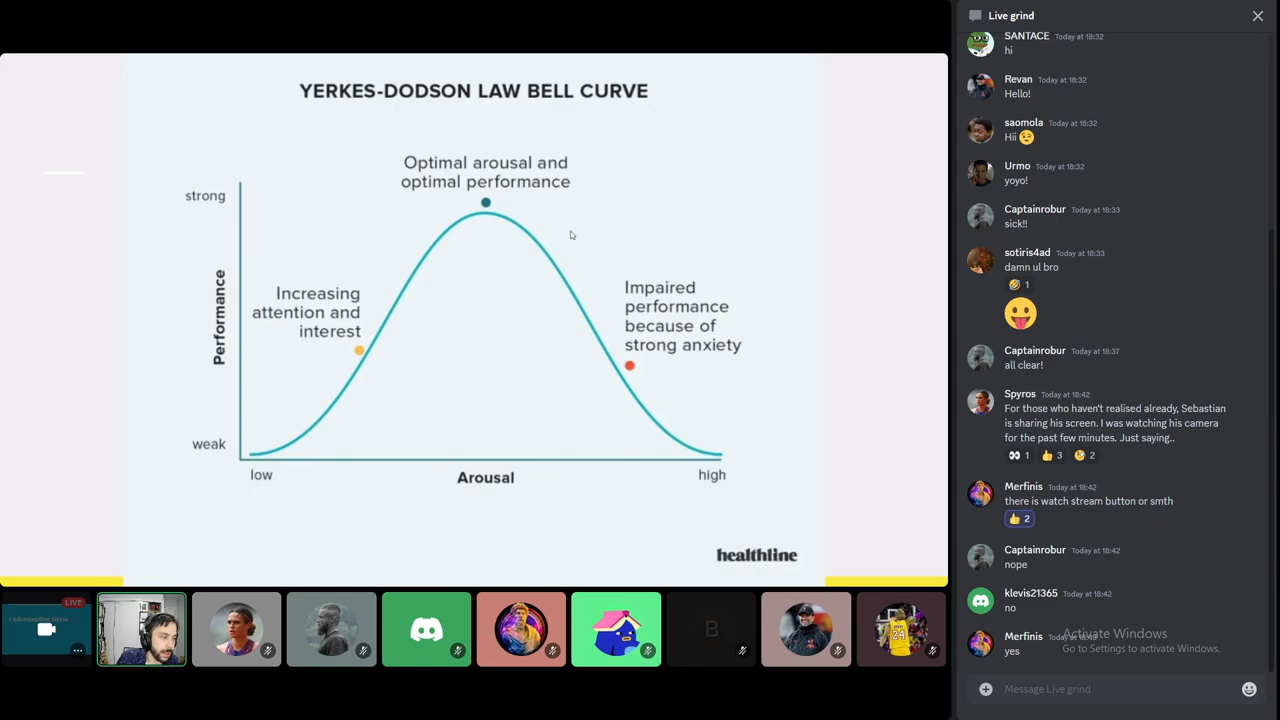 YERKES-DODSON LAW BELL CURVE
Optimal arousal and
optimal performance
strong
Increasing
attention and
interest
Impaired
performance
because of
strong anxiety
Performance
weak
low
Arousal
high
healthline
LIVE
Understanding Stress
B
24
Live grind
SANTACE Today at 18:32
hi
Revan Today at 18:32
Hello!
saomola Today at 18:32
Hii
Urmo Today at 18:32
yoyo!
Captainrobur Today at 18:33
sick!!
sotiris4ad Today at 18:33
damn ul bro
1
Captainrobur Today at 18:37
all clear!
Spyros Today at 18:42
For those who haven't realised already, Sebastian
is sharing his screen. I was watching his camera
for the past few minutes. Just saying..
1 3 2
Merfinis Today at 18:42
there is watch stream button or smth
2
Captainrobur Today at 18:42
nope
klevis21365 Today at 18:42
no
Merfinis Today at
yes
Activate Windows
Go to Settings to activate Windows.
Message Live grind